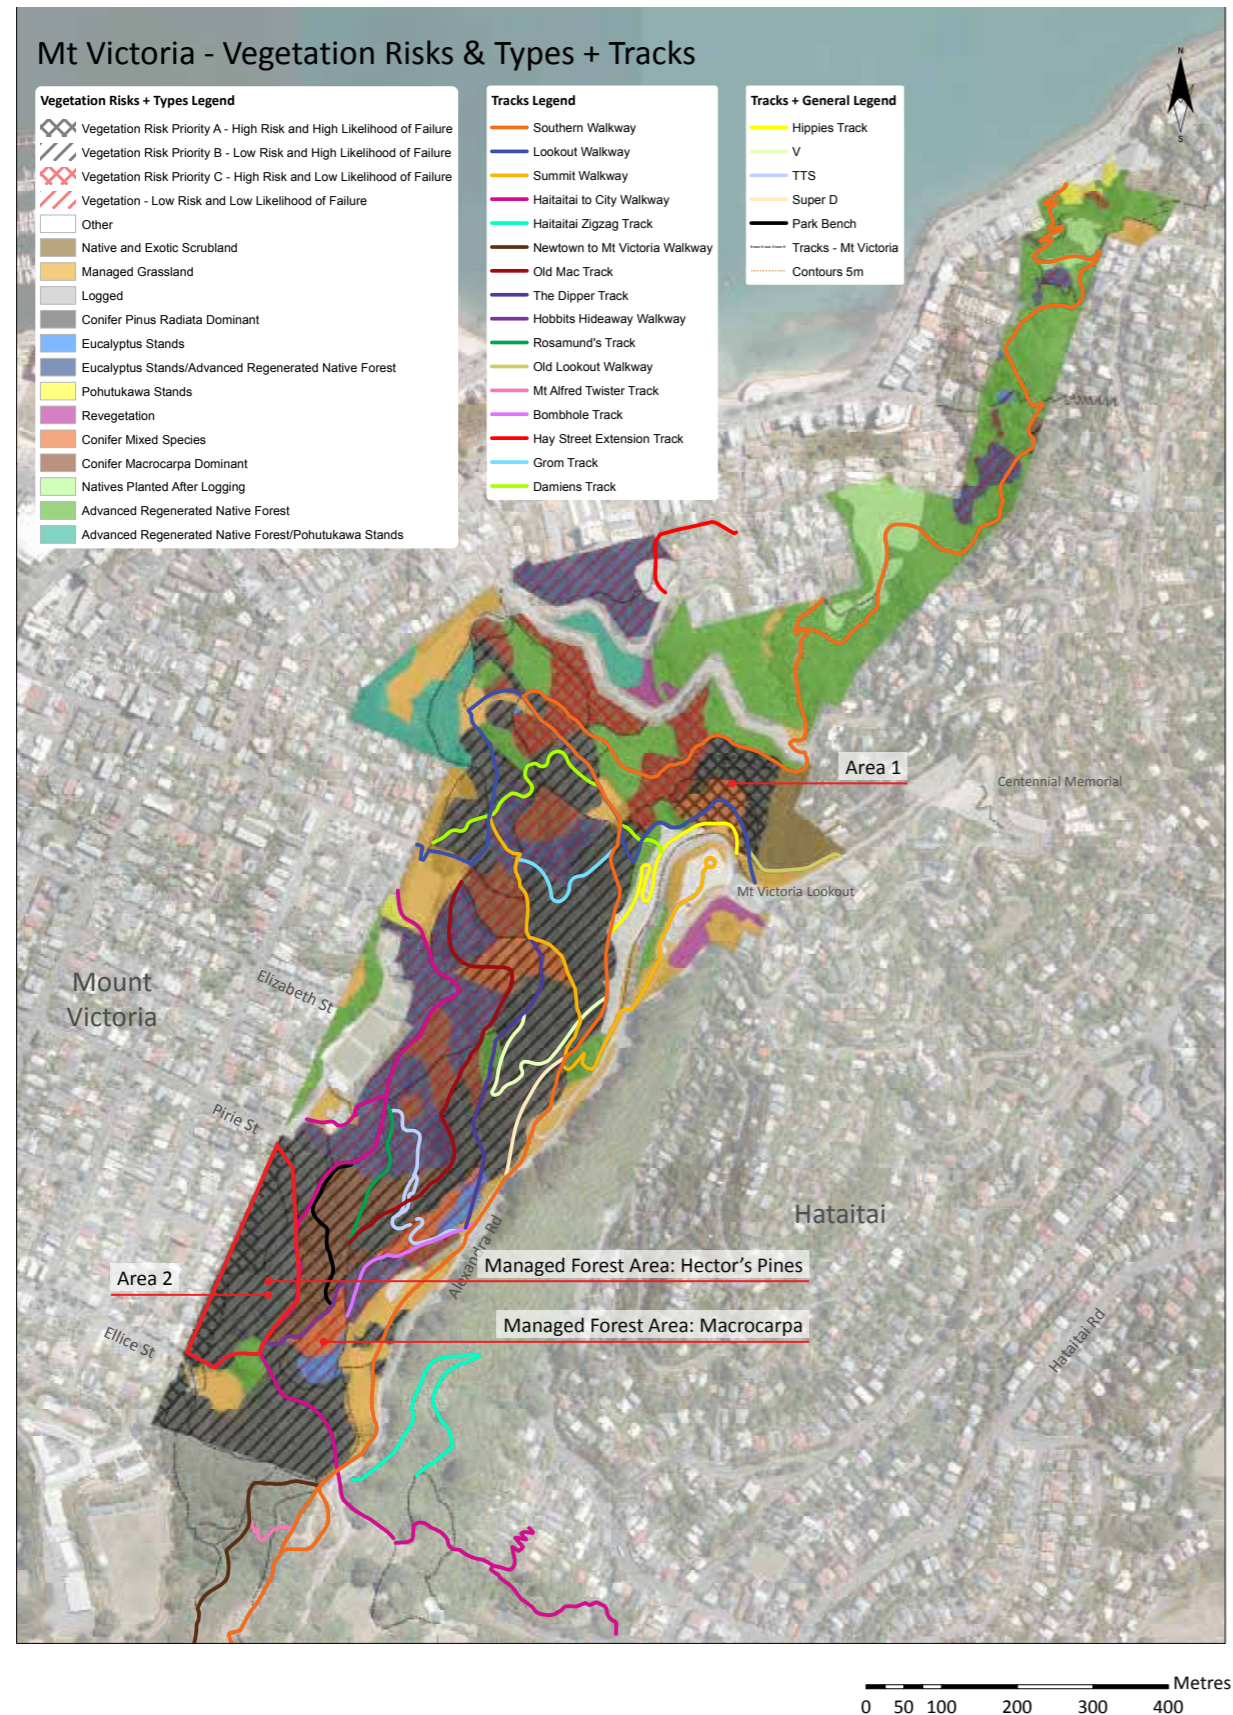 Mt Victoria - Vegetation Risks & Types + Tracks
Vegetation Risks + Types Legend
Vegetation Risk Priority A - High Risk and High Likelihood of Failure
Vegetation Risk Priority B - Low Risk and High Likelihood of Failure
Vegetation Risk Priority C - High Risk and Low Likelihood of Failure
Vegetation - Low Risk and Low Likelihood of Failure
Other
Native and Exotic Scrubland
Managed Grassland
Logged
Conifer Pinus Radiata Dominant
Eucalyptus Stands
Eucalyptus Stands/Advanced Regenerated Native Forest
Pohutukawa Stands
Revegetation
Conifer Mixed Species
Conifer Macrocarpa Dominant
Natives Planted After Logging
Advanced Regenerated Native Forest
Advanced Regenerated Native Forest/Pohutukawa Stands
Tracks Legend
Southern Walkway
Lookout Walkway
Summit Walkway
Haitaitai to City Walkway
Haitaitai Zigzag Track
Newtown to Mt Victoria Walkway
Old Mac Track
The Dipper Track
Hobbits Hideaway Walkway
Rosamund's Track
Old Lookout Walkway
Mt Alfred Twister Track
Bombhole Track
Hay Street Extension Track
Grom Track
Damiens Track
Tracks + General Legend
Hippies Track
V
TTS
Super D
Park Bench
Tracks - Mt Victoria
Contours 5m
N
S
Area 1
Centennial Memorial
Mt Victoria Lookout
Mount
Victoria
Elizabeth St
Pirie St
Hataitai
Alexandra Rd
Managed Forest Area: Hector's Pines
Area 2
Managed Forest Area: Macrocarpa
Ellice St
Hataitai Rd
Metres
0 50 100 200 300 400